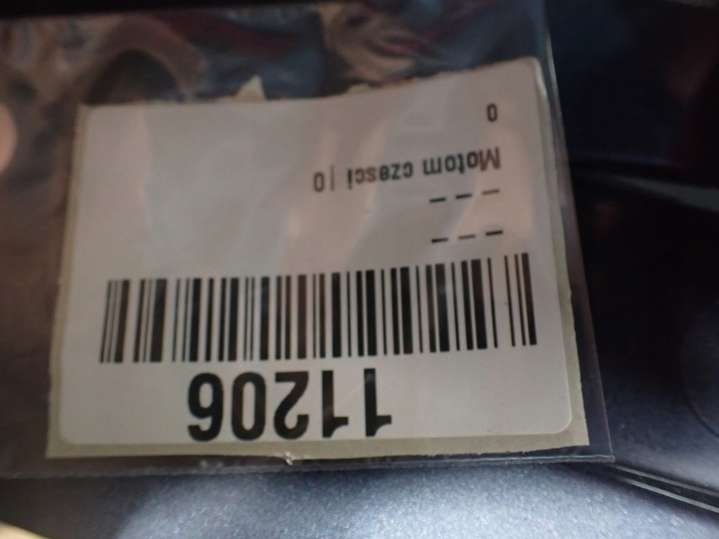 11206
- - -
- - -
Motom czesci | 0
0